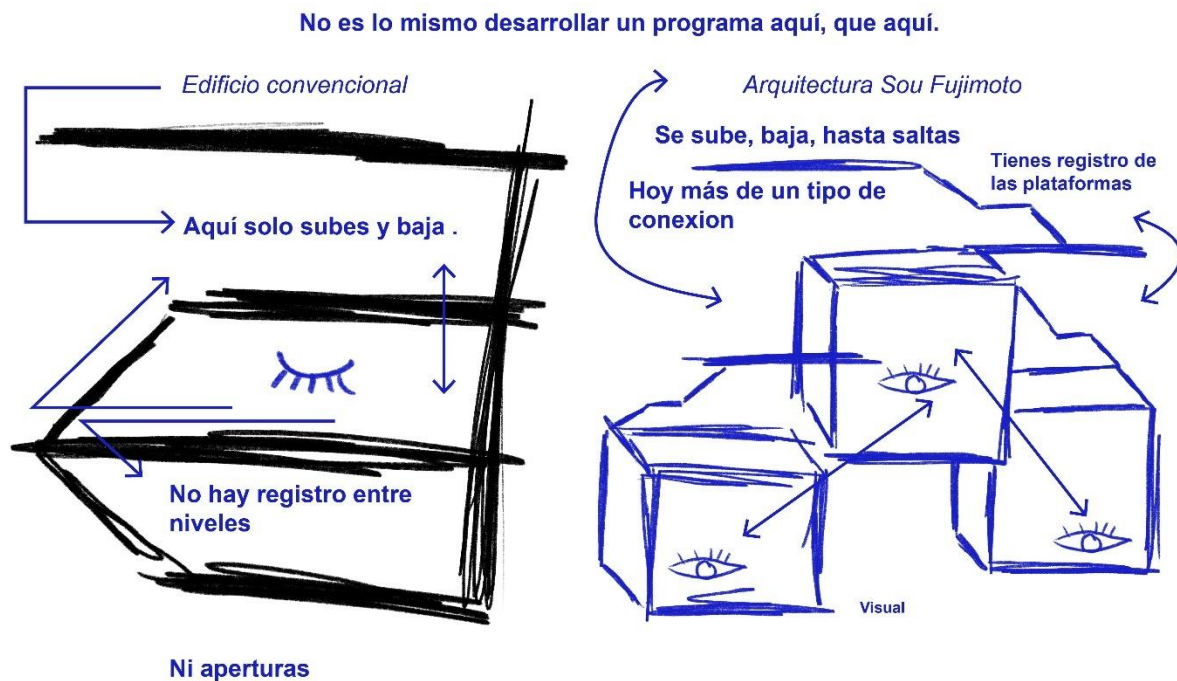 No es lo mismo desarrollar un programa aquí, que aquí.
Edificio convencional
Aquí solo subes y baja .
No hay registro entre
niveles
Ni aperturas
Arquitectura Sou Fujimoto
Se sube, baja, hasta saltas
Hoy más de un tipo de
conexion
Tienes registro de
las plataformas
Visual